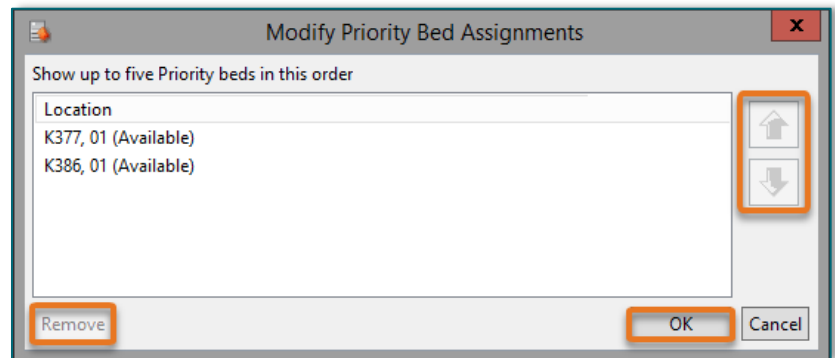 Modify Priority Bed Assignments
x
Show up to five Priority beds in this order
Location
K377, 01 (Available)
K386, 01 (Available)
Remove
OK
Cancel